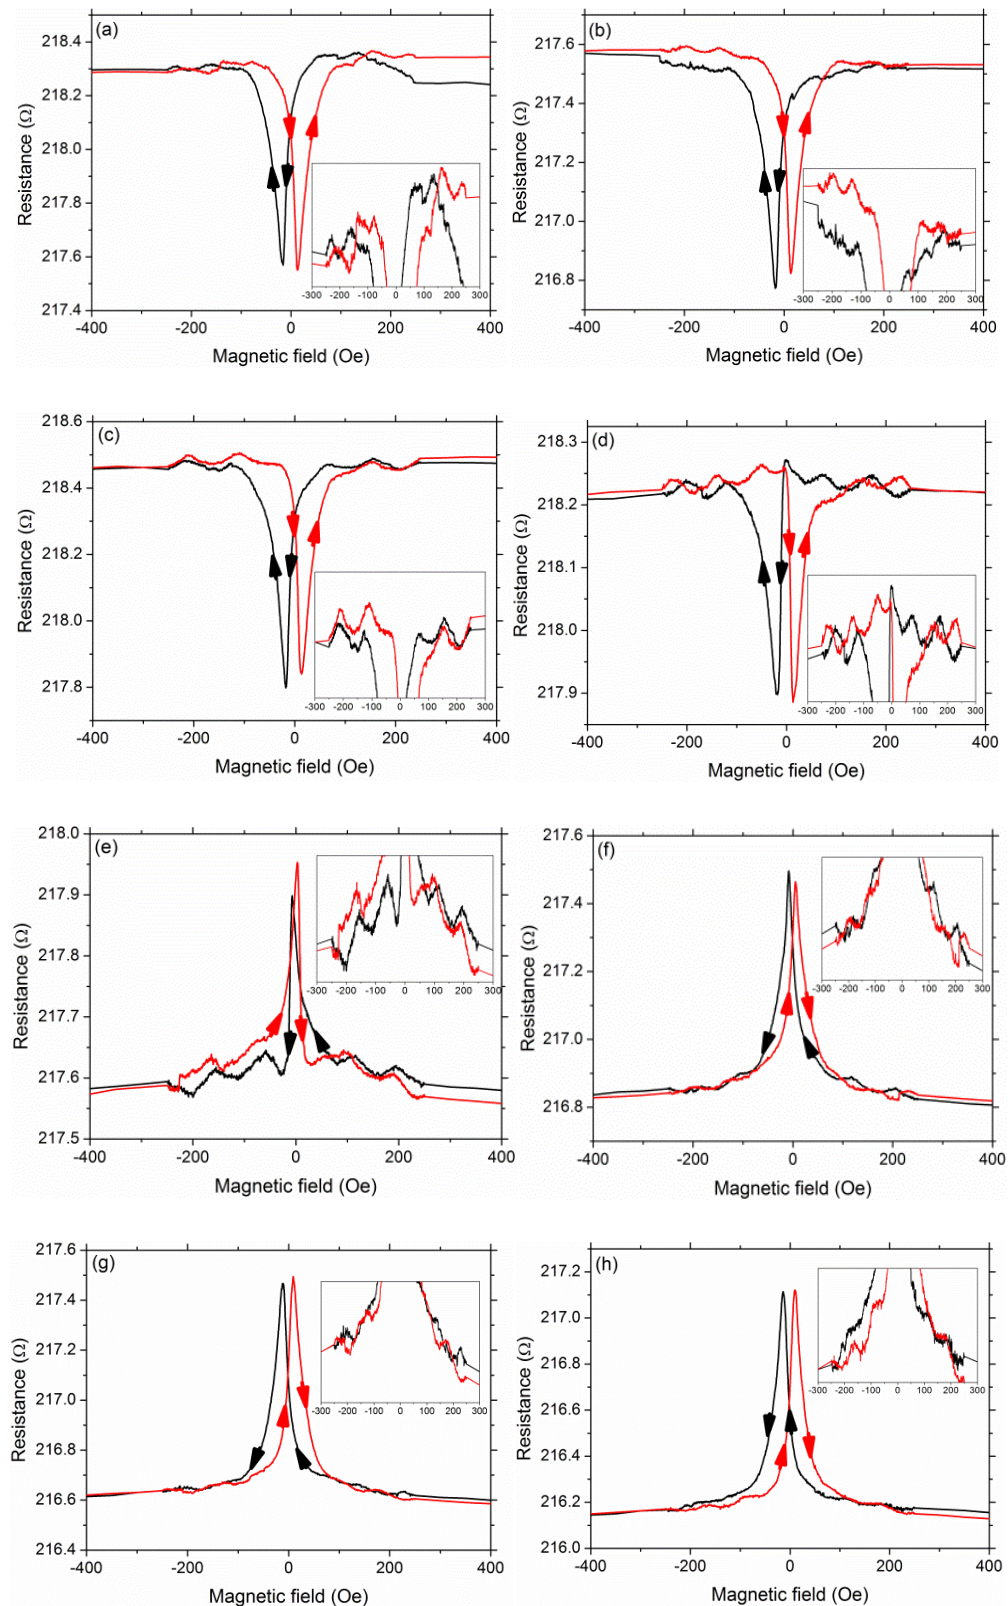 (a)
Resistance (Ω)
218.4
218.2
218.0
217.8
217.6
217.4
-400 -200 0 200 400
Magnetic field (Oe)
-300 -200 -100 0 100 200 300
(b)
Resistance (Ω)
217.6
217.4
217.2
217.0
216.8
-400 -200 0 200 400
Magnetic field (Oe)
-300 -200 -100 0 100 200 300
(c)
Resistance (Ω)
218.6
218.4
218.2
218.0
217.8
-400 -200 0 200 400
Magnetic field (Oe)
-300 -200 -100 0 100 200 300
(d)
Resistance (Ω)
218.3
218.2
218.1
218.0
217.9
-400 -200 0 200 400
Magnetic field (Oe)
-300 -200 -100 0 100 200 300
(e)
Resistance (Ω)
218.0
217.9
217.8
217.7
217.6
217.5
-400 -200 0 200 400
Magnetic field (Oe)
-300 -200 -100 0 100 200 300
(f)
Resistance (Ω)
217.6
217.4
217.2
217.0
216.8
-400 -200 0 200 400
Magnetic field (Oe)
-300 -200 -100 0 100 200 300
(g)
Resistance (Ω)
217.6
217.4
217.2
217.0
216.8
216.6
216.4
-400 -200 0 200 400
Magnetic field (Oe)
-300 -200 -100 0 100 200 300
(h)
Resistance (Ω)
217.2
217.0
216.8
216.6
216.4
216.2
216.0
-400 -200 0 200 400
Magnetic field (Oe)
-300 -200 -100 0 100 200 300